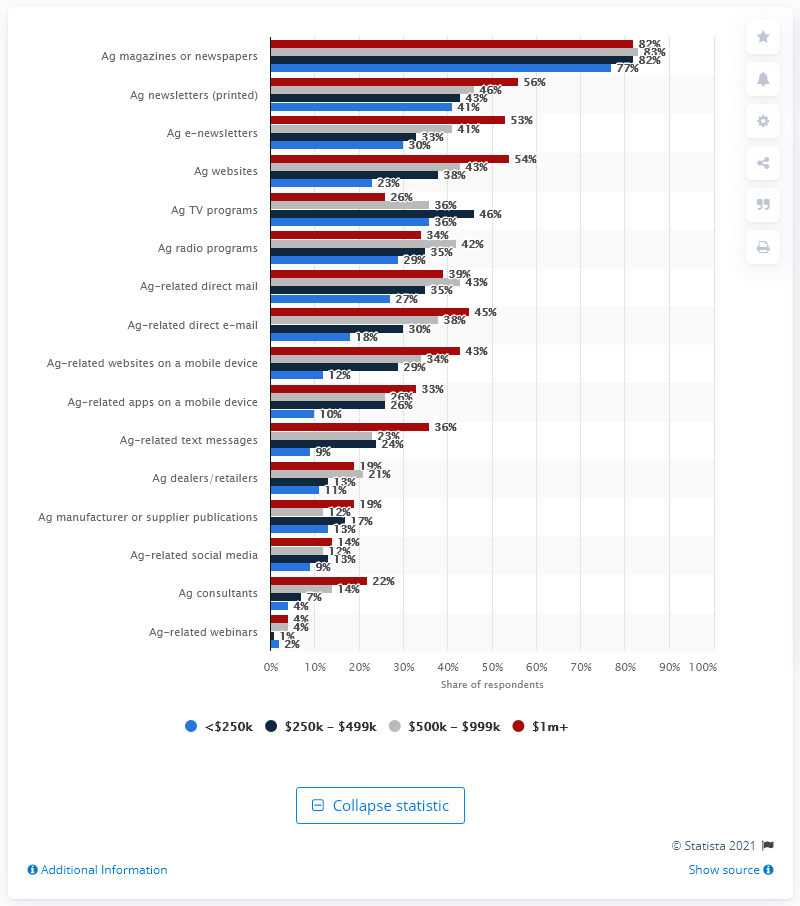 Ag magazines or newspapers
82%
83%
82%
77%
Ag newsletters (printed)
56%
46%
43%
41%
Ag e-newsletters
53%
41%
33%
30%
Ag websites
54%
43%
38%
23%
Ag TV programs
26%
36%
46%
36%
Ag radio programs
34%
42%
35%
29%
Ag-related direct mail
39%
43%
35%
27%
Ag-related direct e-mail
45%
38%
30%
18%
Ag-related websites on a mobile device
43%
34%
29%
12%
Ag-related apps on a mobile device
33%
26%
26%
10%
Ag-related text messages
36%
23%
24%
9%
Ag dealers/retailers
19%
21%
13%
11%
Ag manufacturer or supplier publications
19%
12%
17%
13%
Ag-related social media
14%
12%
13%
9%
Ag consultants
22%
14%
7%
4%
Ag-related webinars
4%
4%
1%
2%
0% 10% 20% 30% 40% 50% 60% 70% 80% 90% 100%
Share of respondents
<$250k $250k – $499k $500k – $999k $1m+
Collapse statistic
© Statista 2021
Additional Information Show source